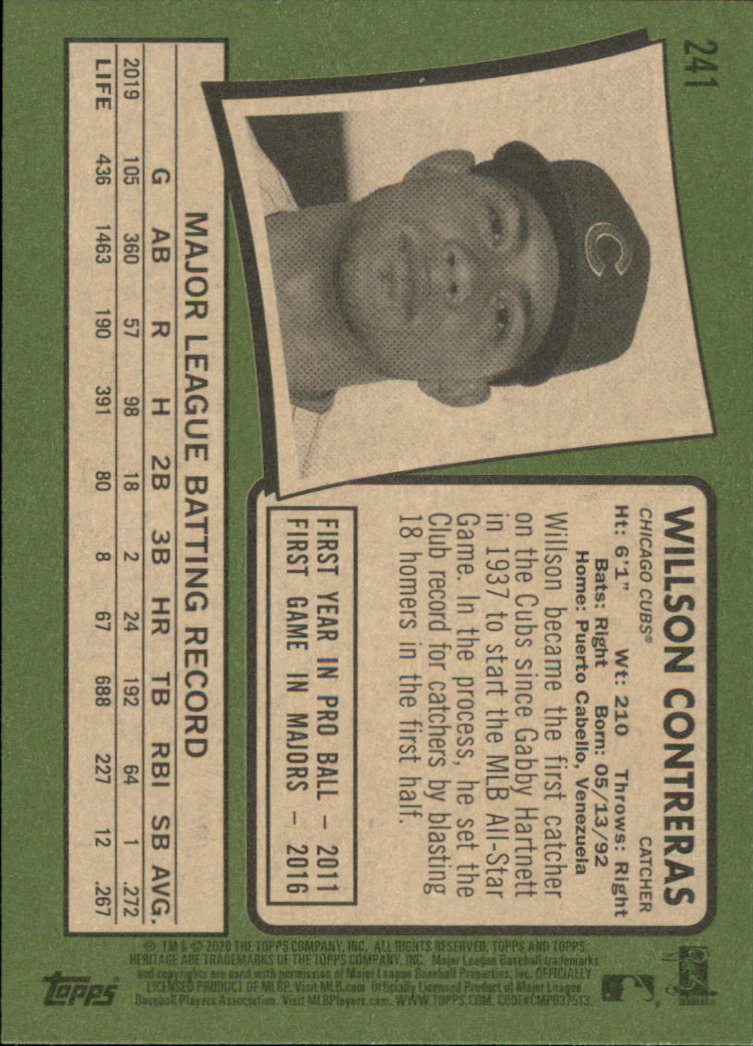 241
WILLSON CONTRERAS
CHICAGO CUBS® CATCHER
Ht: 6'1" Wt: 210 Throws: Right
Bats: Right Born: 05/13/92
Home: Puerto Cabello, Venezuela
Willson became the first catcher
on the Cubs since Gabby Hartnett
in 1937 to start the MLB All-Star
Game. In the process, he set the
Club record for catchers by blasting
18 homers in the first half.
FIRST YEAR IN PRO BALL – 2011
FIRST GAME IN MAJORS – 2016
C
MAJOR LEAGUE BATTING RECORD
G AB R H 2B 3B HR TB RBI SB AVG.
2019 105 360 57 98 18 2 24 192 64 1 .272
LIFE 436 1463 190 391 80 8 67 688 227 12 .267
® TM & © 2020 THE TOPPS COMPANY, INC. ALL RIGHTS RESERVED. TOPPS AND TOPPS
HERITAGE ARE TRADEMARKS OF THE TOPPS COMPANY, INC. Major League Baseball trademarks
and copyrights are used with permission of Major League Baseball Properties, Inc. OFFICIALLY
LICENSED PRODUCT OF MLBP. Visit MLB.com Officially Licensed Product of Major League
Baseball Players Association. Visit MLBPlayers.com. WWW.TOPPS.COM. CODE#CMP037513.
topps